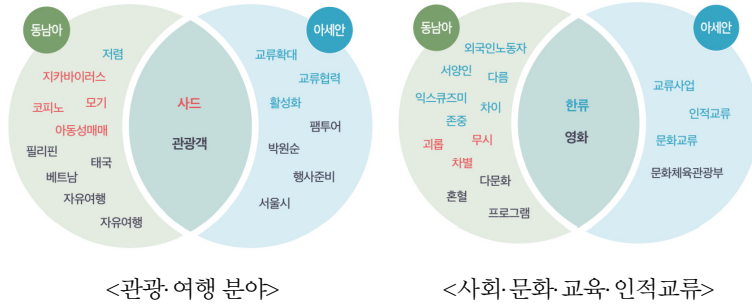 동남아
아세안
저렴
지카바이러스
코피노
모기
아동성매매
필리핀
태국
베트남
자유여행
자유여행
사드
관광객
교류확대
교류협력
활성화
팸투어
박원순
행사준비
서울시
<관광·여행 분야>
동남아
아세안
외국인노동자
서양인
다름
익스큐즈미
차이
존중
괴롭
무시
차별
다문화
혼혈
프로그램
한류
영화
교류사업
인적교류
문화교류
문화체육관광부
<사회·문화·교육·인적교류>